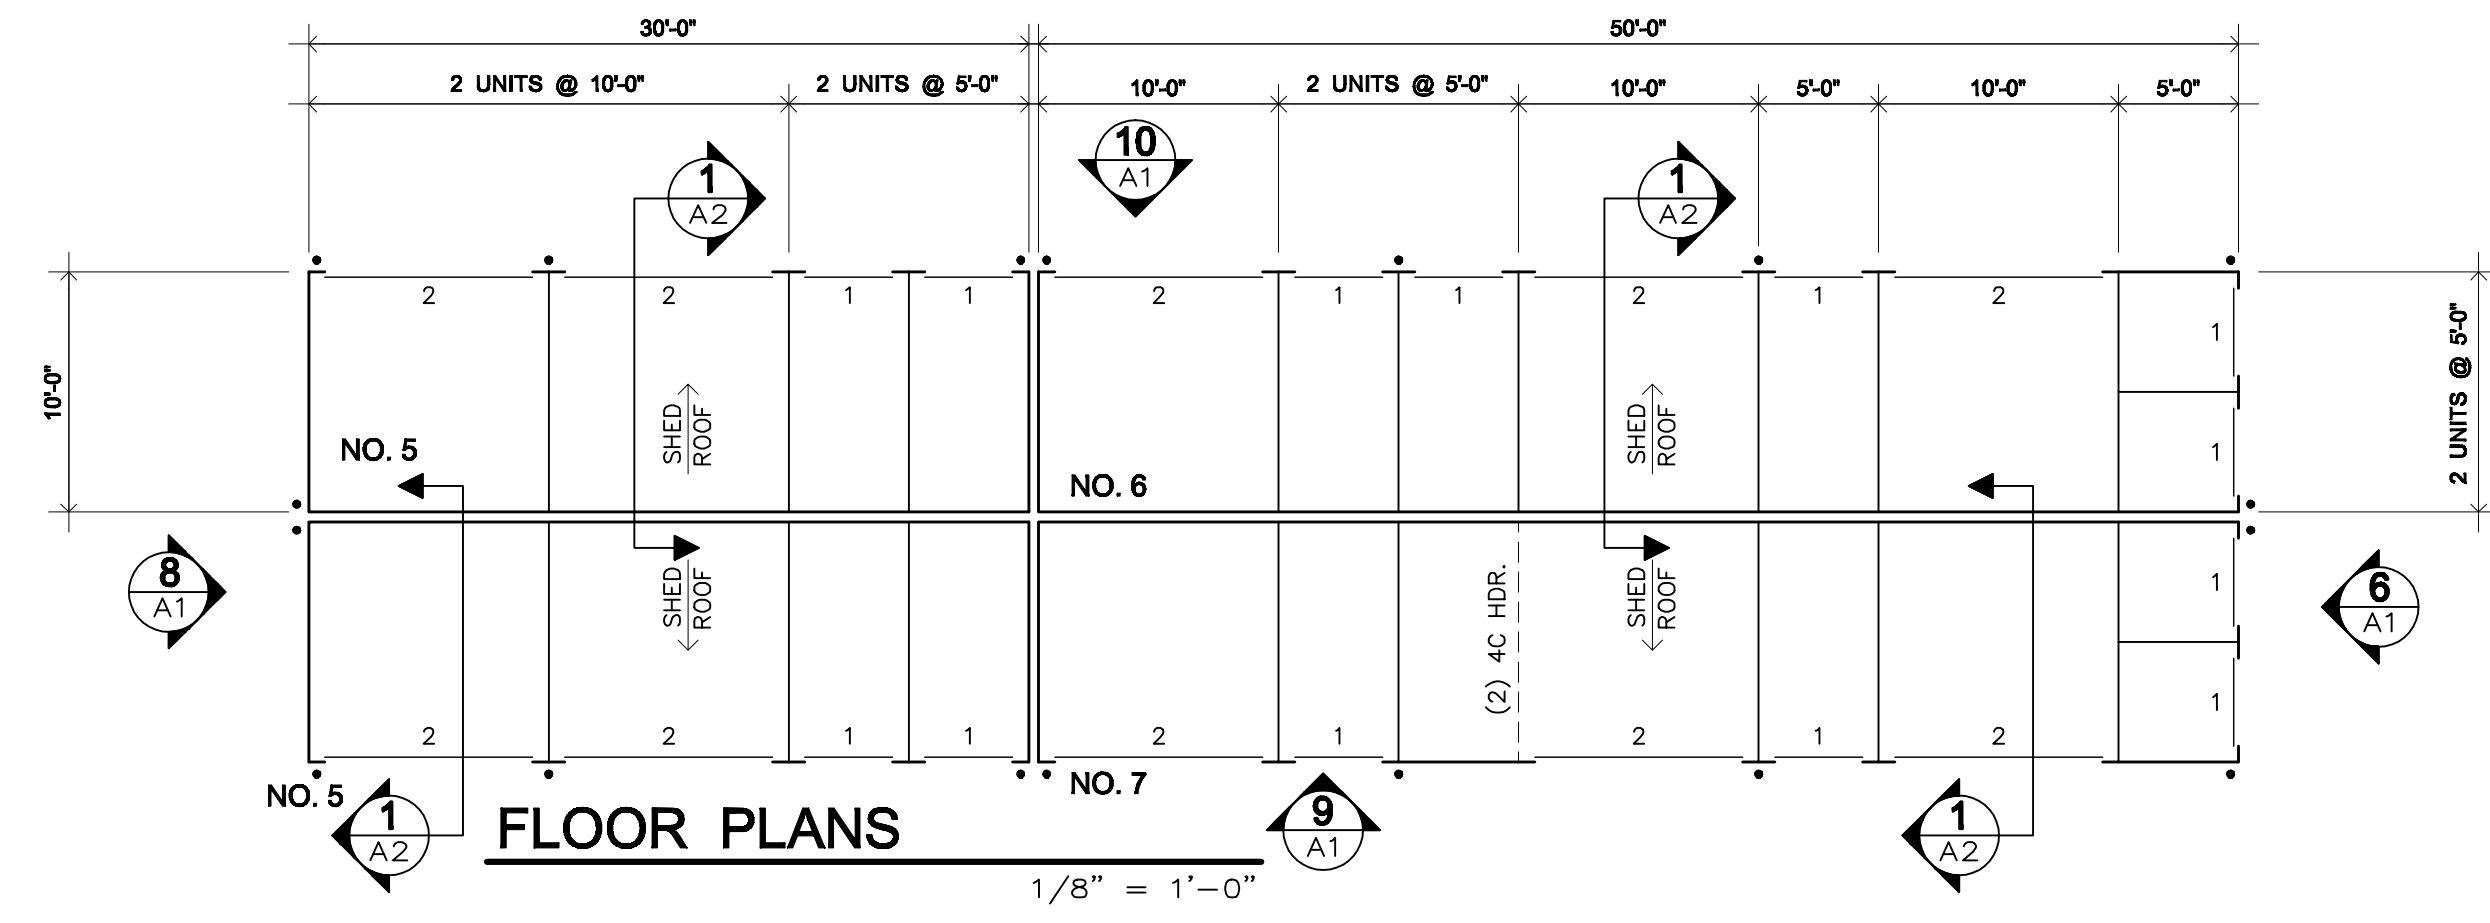 30'-0" 50'-0"
2 UNITS @ 10'-0" 2 UNITS @ 5'-0" 10'-0" 2 UNITS @ 5'-0" 10'-0" 5'-0" 10'-0" 5'-0"
10
A1
1
A2
1
A2
2 2 1 1 2 1 1 2 1 2
1
1
10'-0"
2 UNITS @ 5'-0"
SHED
ROOF
SHED
ROOF
NO. 5
NO. 6
8
A1
SHED
ROOF
(2) 4C HDR.
SHED
ROOF
1
1
6
A1
2 2 1 1 2 1 2 1 2
NO. 5
NO. 7
1
A2
FLOOR PLANS
1/8" = 1'-0"
9
A1
1
A2